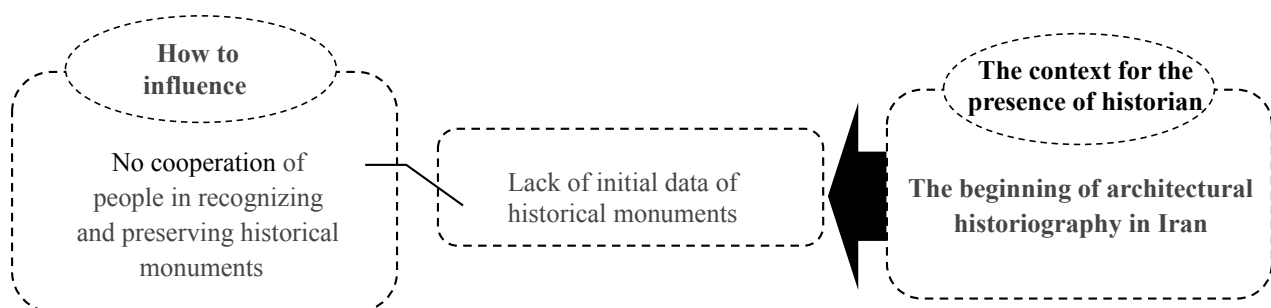 How to
influence
No cooperation of
people in recognizing
and preserving historical
monuments
Lack of initial data of
historical monuments
The context for the
presence of historian
The beginning of architectural
historiography in Iran